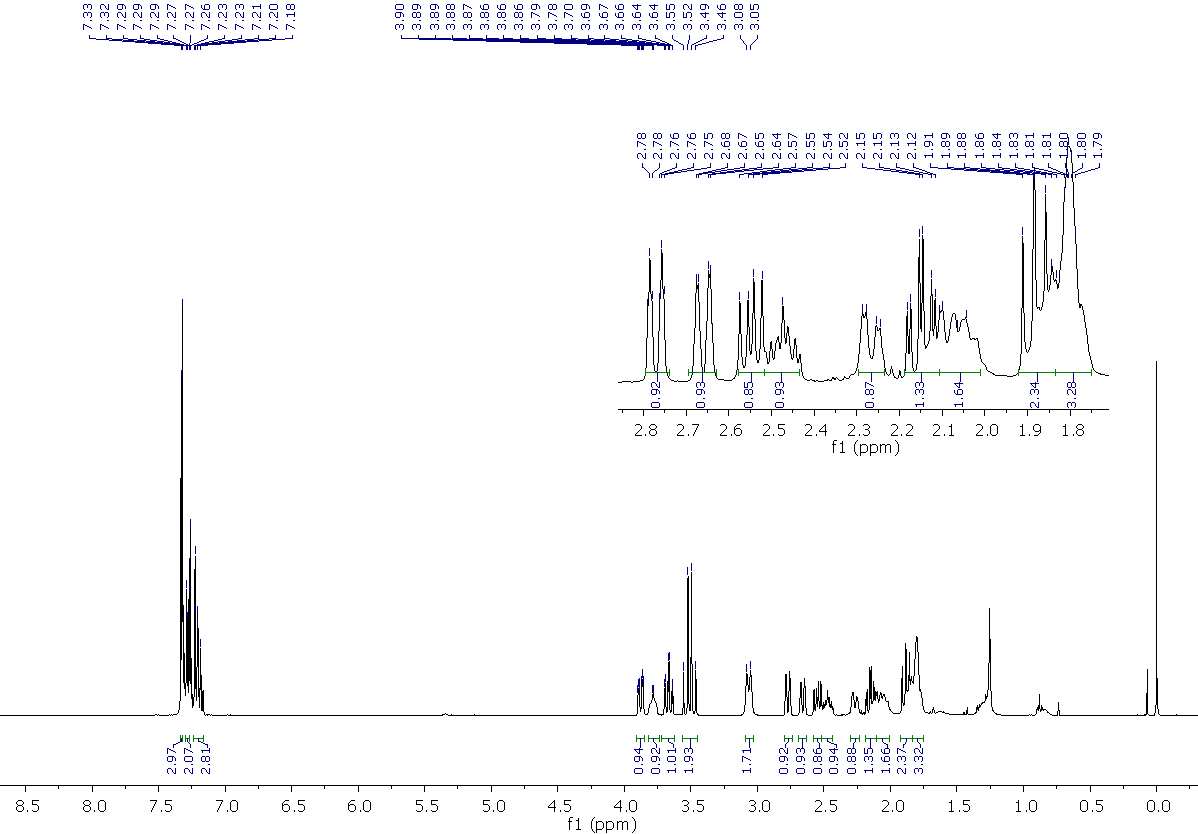 7.33 7.32 7.29 7.29 7.29 7.27 7.27 7.26 7.23 7.23 7.21 7.20 7.18 3.90 3.89 3.89 3.88 3.87 3.86 3.86 3.86 3.79 3.78 3.70 3.69 3.67 3.66 3.64 3.64 3.55 3.52 3.49 3.46 3.08 3.05
2.78 2.78 2.76 2.76 2.75 2.68 2.67 2.65 2.64 2.57 2.55 2.54 2.52 2.15 2.15 2.13 2.12 1.91 1.89 1.88 1.86 1.84 1.83 1.81 1.81 1.80 1.80 1.79
0.92 0.93 0.85 0.93 0.87 1.33 1.64 2.34 3.28
2.8 2.7 2.6 2.5 2.4 2.3 2.2 2.1 2.0 1.9 1.8
f1 (ppm)
2.97 2.07 2.81 0.94 0.92 1.01 1.93 1.71 0.92 0.93 0.86 0.94 0.88 1.35 1.66 2.37 3.32
8.5 8.0 7.5 7.0 6.5 6.0 5.5 5.0 4.5 4.0 3.5 3.0 2.5 2.0 1.5 1.0 0.5 0.0
f1 (ppm)